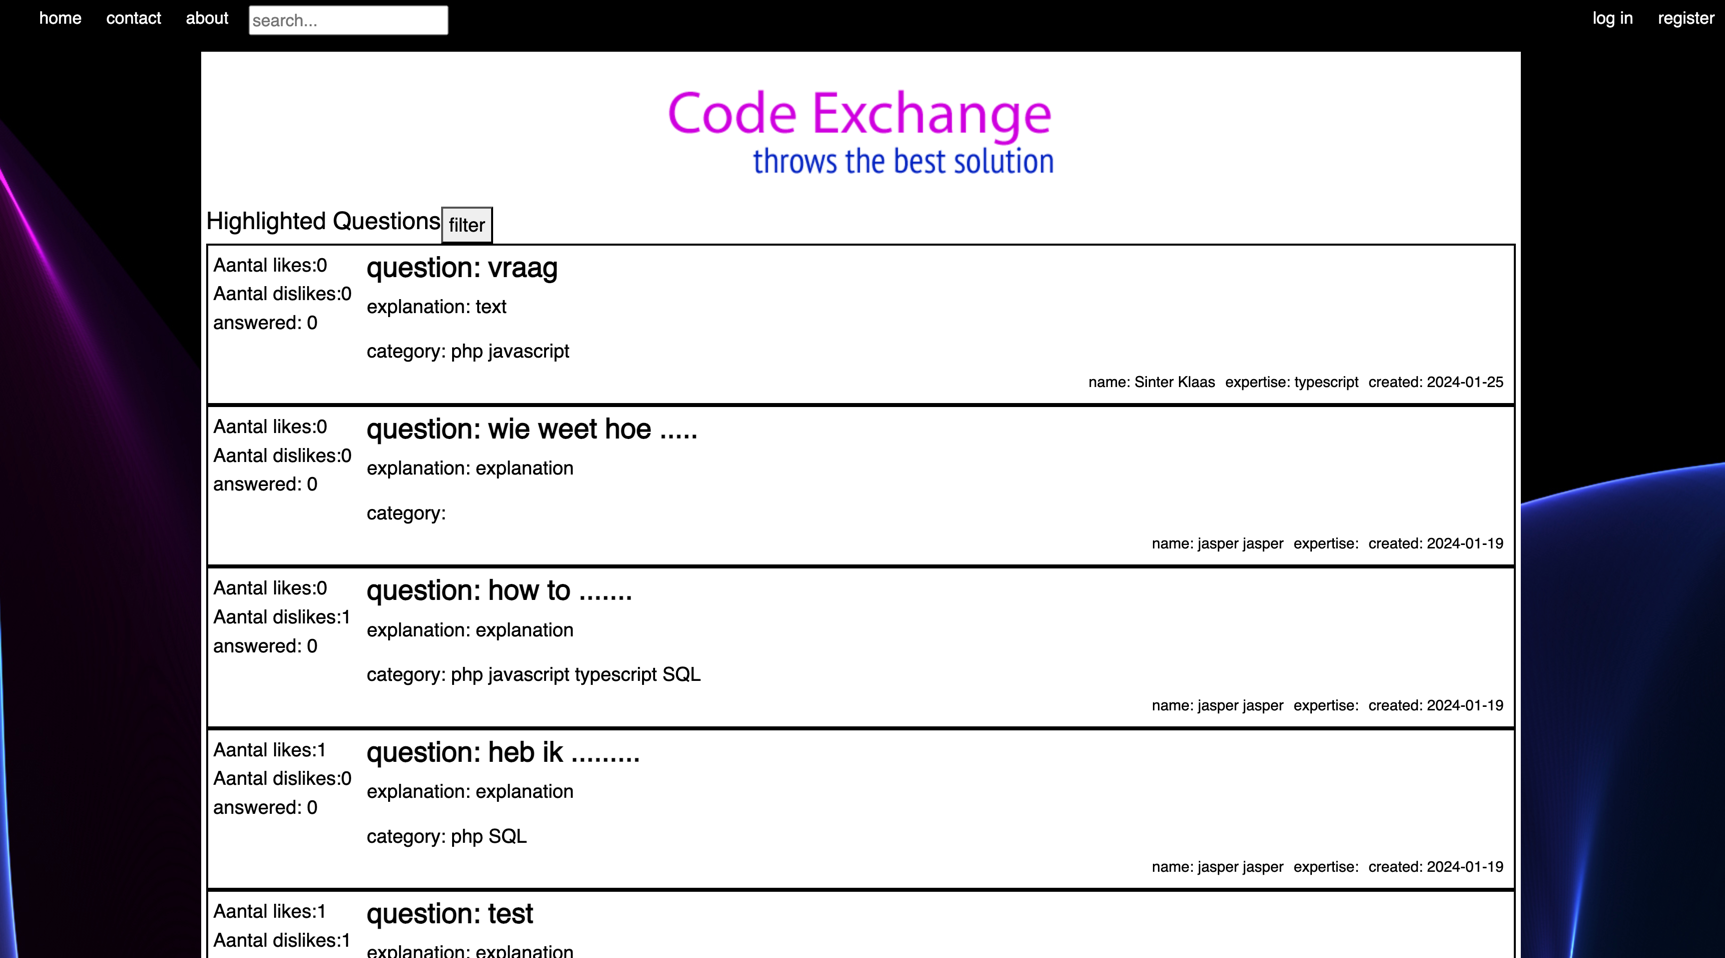 home contact about search... log in register
Code Exchange
throws the best solution
Highlighted Questions filter
Aantal likes:0
Aantal dislikes:0
answered: 0
question: vraag
explanation: text
category: php javascript
name: Sinter Klaas expertise: typescript created: 2024-01-25
Aantal likes:0
Aantal dislikes:0
answered: 0
question: wie weet hoe .....
explanation: explanation
category:
name: jasper jasper expertise: created: 2024-01-19
Aantal likes:0
Aantal dislikes:1
answered: 0
question: how to .......
explanation: explanation
category: php javascript typescript SQL
name: jasper jasper expertise: created: 2024-01-19
Aantal likes:1
Aantal dislikes:0
answered: 0
question: heb ik .........
explanation: explanation
category: php SQL
name: jasper jasper expertise: created: 2024-01-19
Aantal likes:1
Aantal dislikes:1
question: test
explanation: explanation